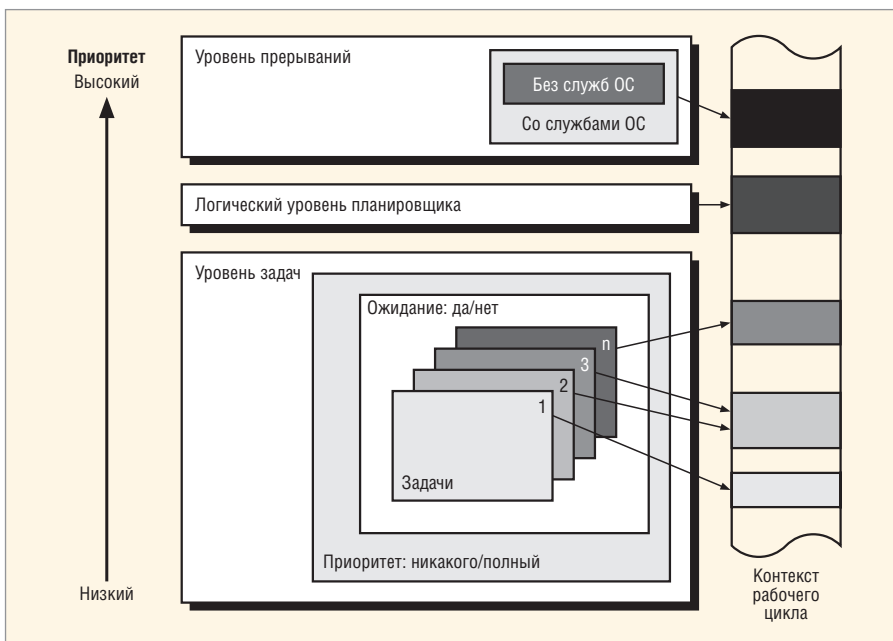 Приоритет
Высокий
Низкий
Уровень прерываний
Без служб ОС
Со службами ОС
Логический уровень планировщика
Уровень задач
Ожидание: да/нет
n
3
2
1
Задачи
Приоритет: никакого/полный
Контекст
рабочего
цикла